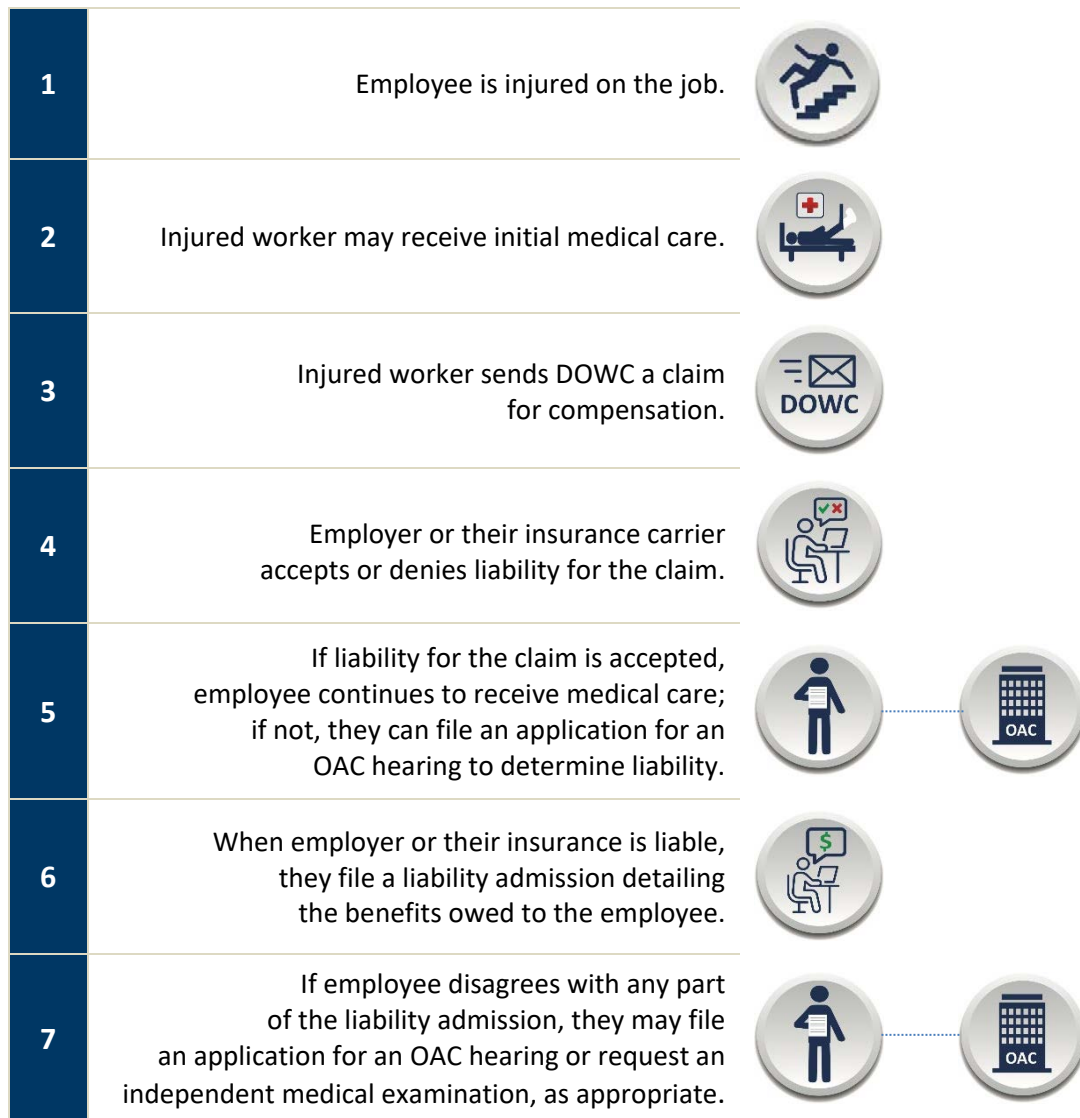 1
Employee is injured on the job.
2
Injured worker may receive initial medical care.
3
Injured worker sends DOWC a claim
for compensation.
DOWC
4
Employer or their insurance carrier
accepts or denies liability for the claim.
5
If liability for the claim is accepted,
employee continues to receive medical care;
if not, they can file an application for an
OAC hearing to determine liability.
OAC
6
When employer or their insurance is liable,
they file a liability admission detailing
the benefits owed to the employee.
$
7
If employee disagrees with any part
of the liability admission, they may file
an application for an OAC hearing or request an
independent medical examination, as appropriate.
OAC